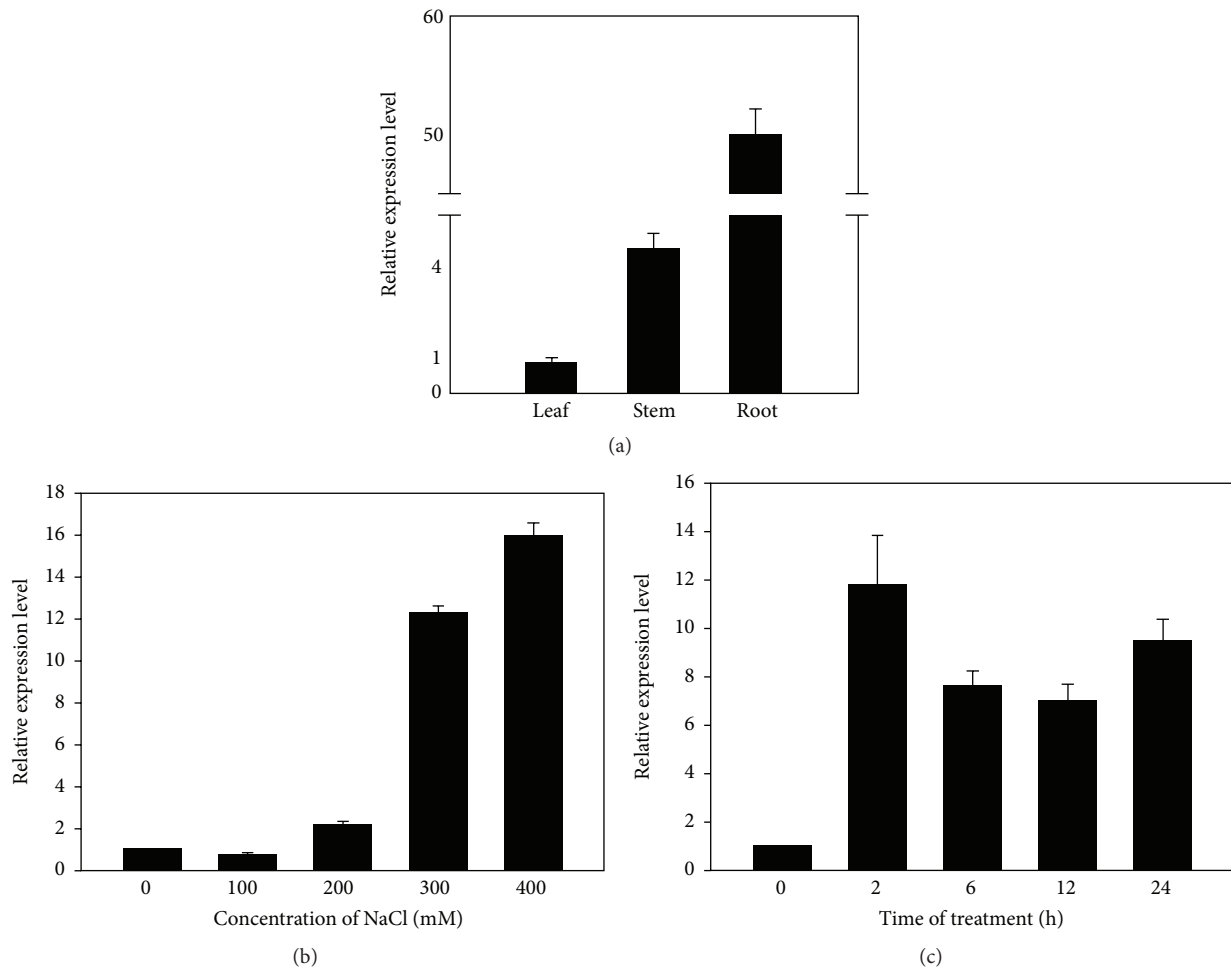 60
50
4
1
0
Relative expression level
Leaf Stem Root
(a)
18
16
14
12
10
8
6
4
2
0
Relative expression level
0 100 200 300 400
Concentration of NaCl (mM)
(b)
16
14
12
10
8
6
4
2
0
Relative expression level
0 2 6 12 24
Time of treatment (h)
(c)